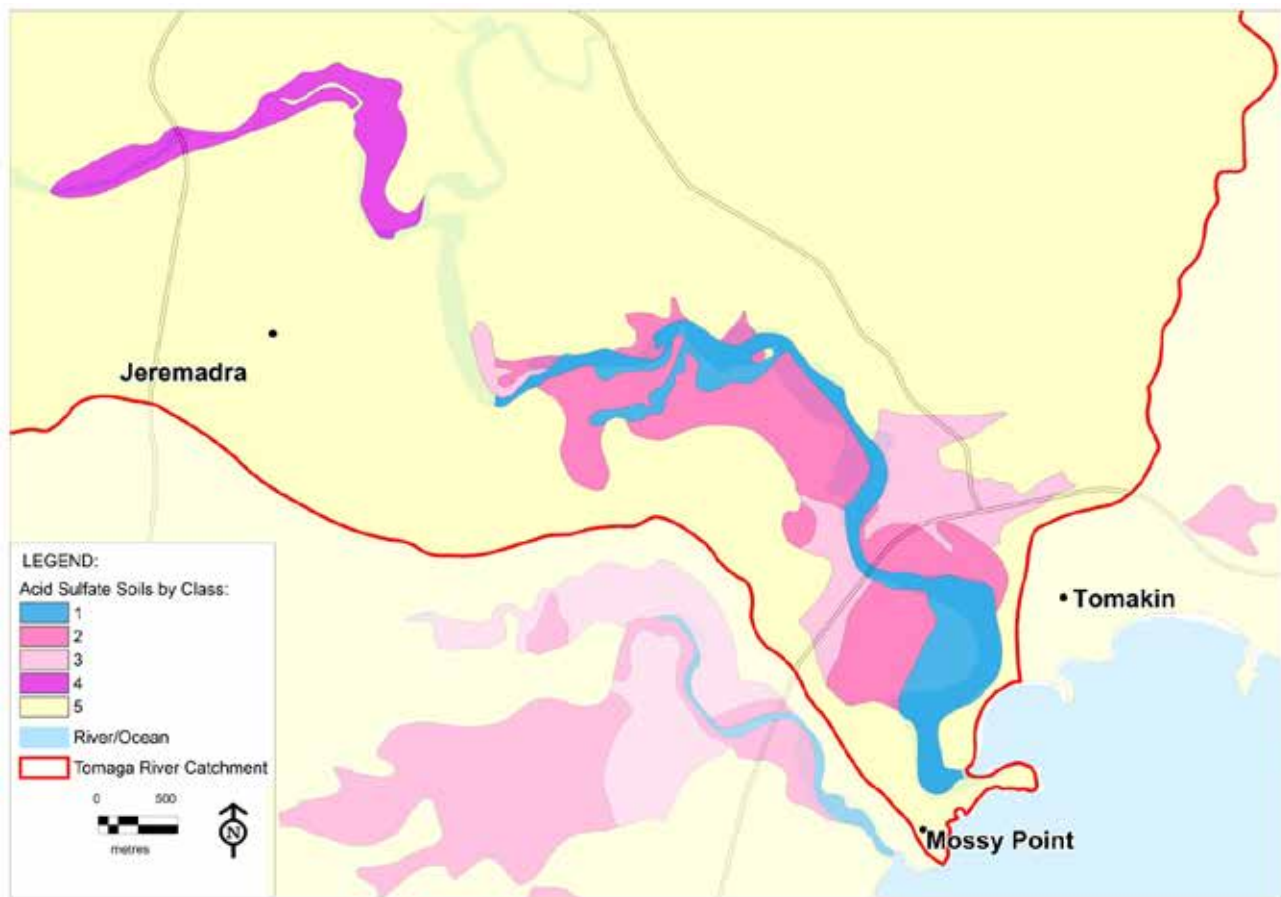 Jeremadra
LEGEND:
Acid Sulfate Soils by Class:
1
2
3
4
5
River/Ocean
Tomaga River Catchment
0 500
metres
N
Tomakin
Mossy Point